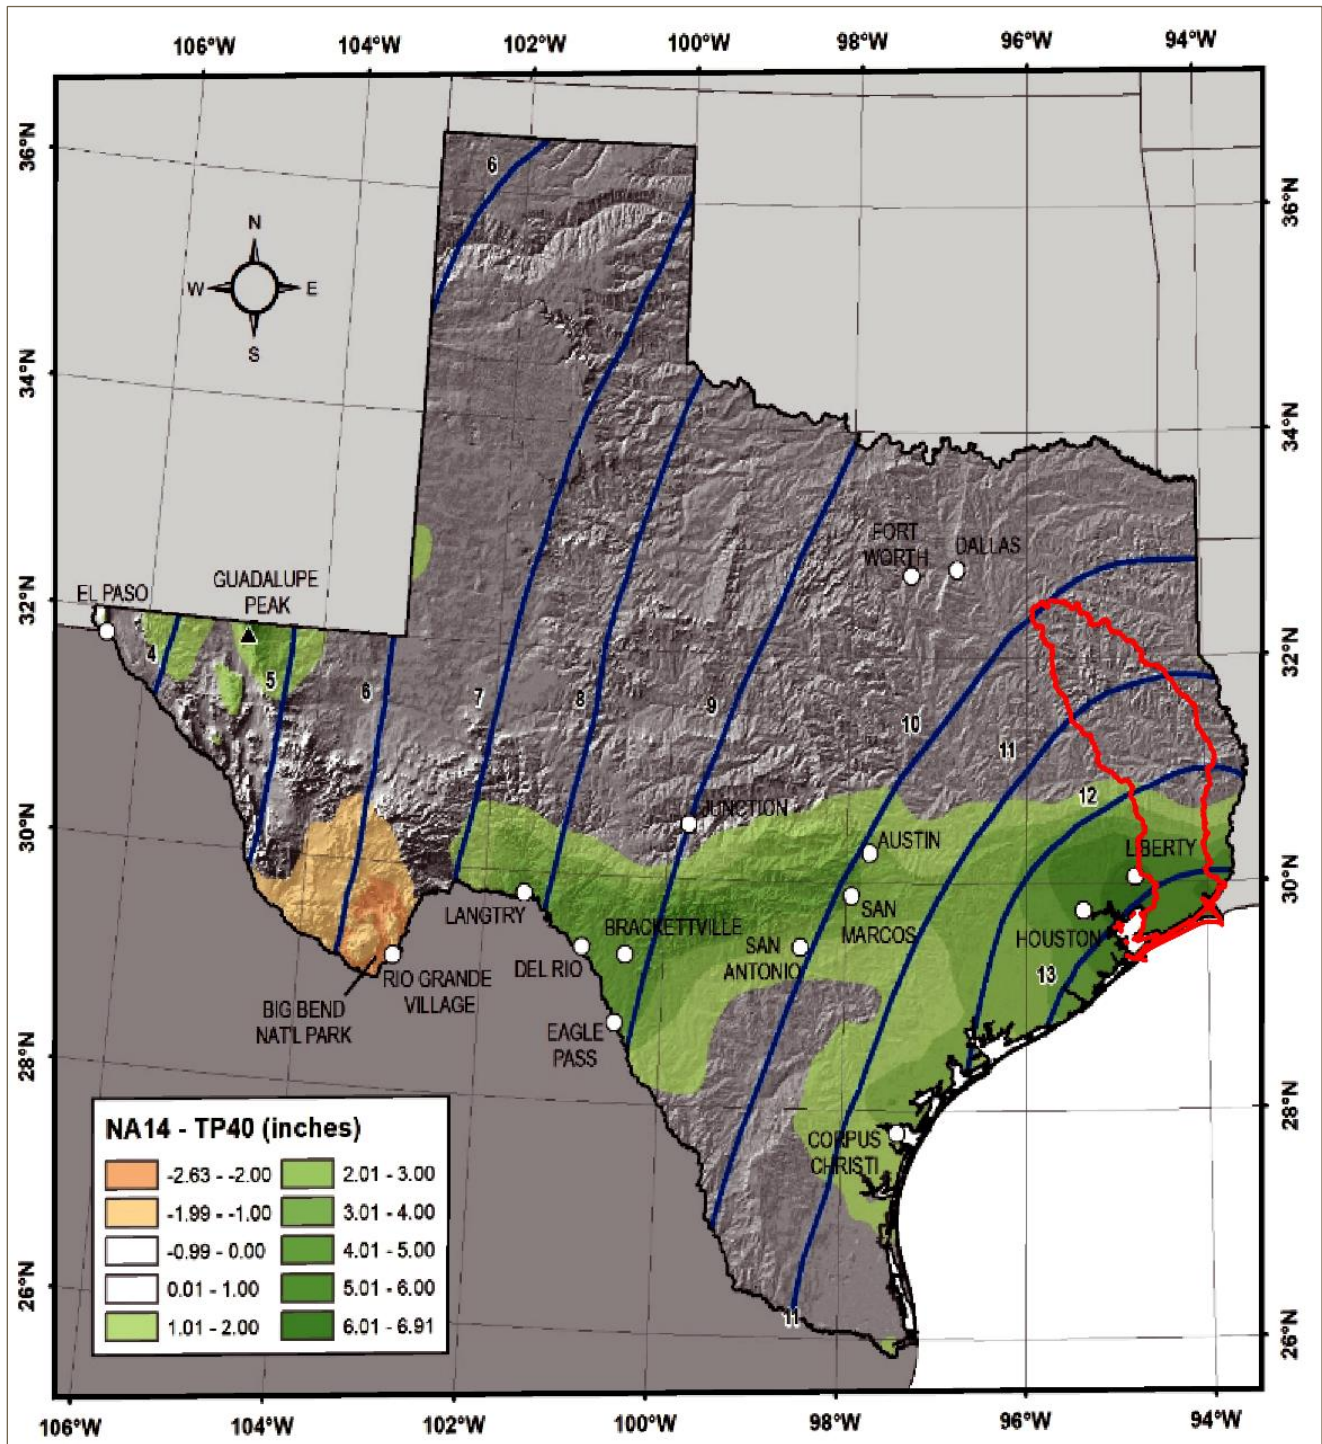 106°W 104°W 102°W 100°W 98°W 96°W 94°W
36°N
36°N
34°N
34°N
32°N
32°N
30°N
30°N
28°N
28°N
26°N
26°N
N
W E
S
6
FORT
WORTH
DALLAS
EL PASO
GUADALUPE
PEAK
4
5
6
7
8
9
10
11
12
JUNCTION
AUSTIN
LIBERTY
LANGTRY
BRACKETTVILLE
SAN
MARCOS
HOUSTON
DEL RIO
SAN
ANTONIO
13
RIO GRANDE
VILLAGE
BIG BEND
NAT'L PARK
EAGLE
PASS
CORPUS
CHRISTI
11
NA14 - TP40 (inches)
-2.63 - -2.00
-1.99 - -1.00
-0.99 - 0.00
0.01 - 1.00
1.01 - 2.00
2.01 - 3.00
3.01 - 4.00
4.01 - 5.00
5.01 - 6.00
6.01 - 6.91
106°W 104°W 102°W 100°W 98°W 96°W 94°W